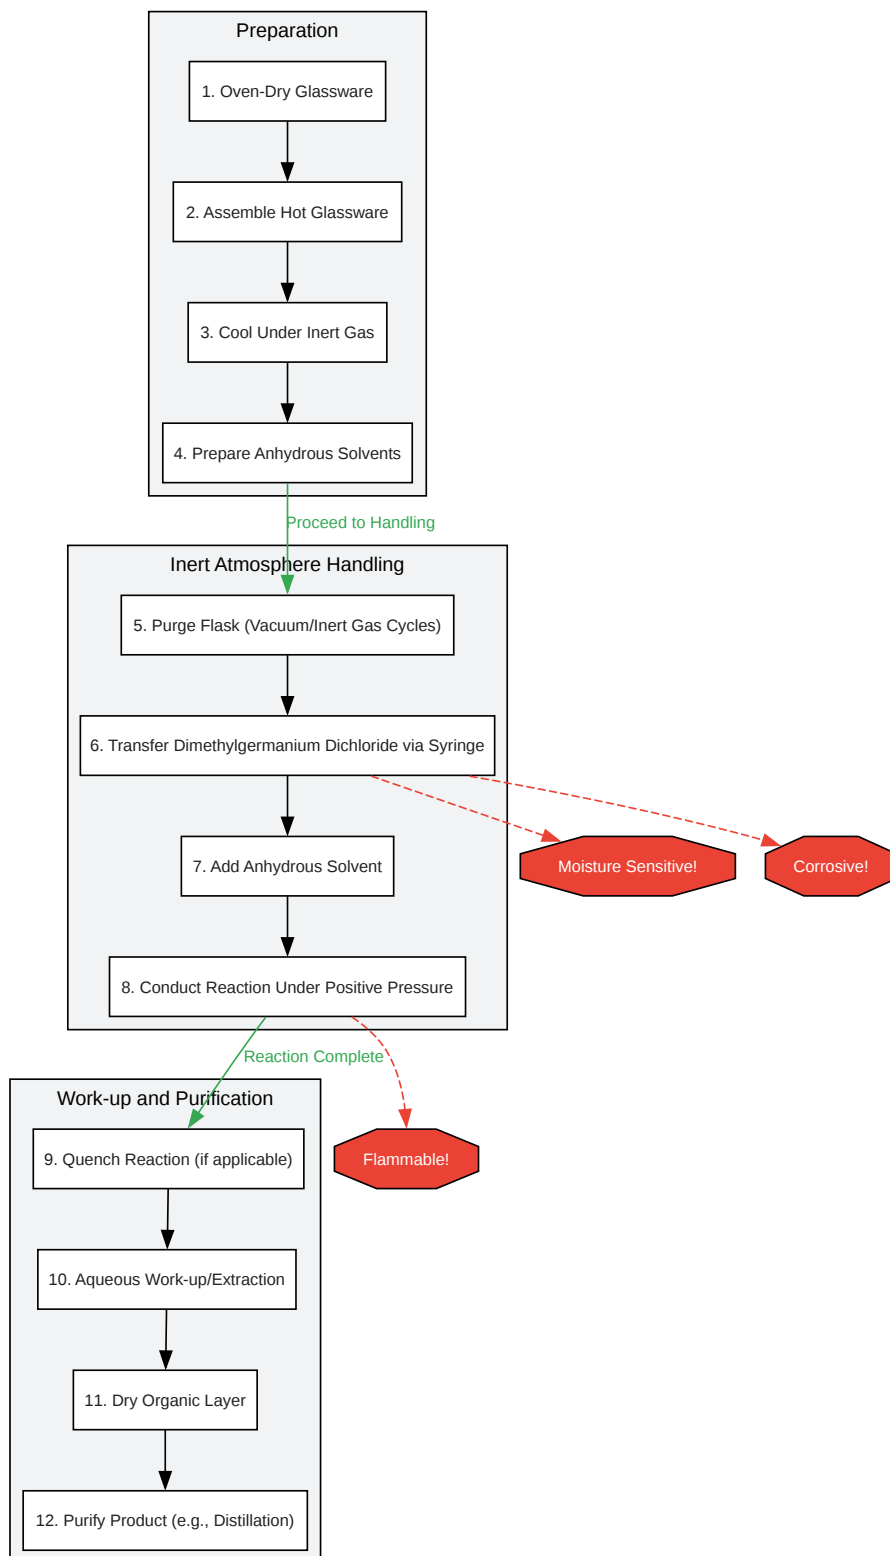 Preparation
1. Oven-Dry Glassware
2. Assemble Hot Glassware
3. Cool Under Inert Gas
4. Prepare Anhydrous Solvents
Proceed to Handling
Inert Atmosphere Handling
5. Purge Flask (Vacuum/Inert Gas Cycles)
6. Transfer Dimethylgermanium Dichloride via Syringe
7. Add Anhydrous Solvent
Moisture Sensitive!
Corrosive!
8. Conduct Reaction Under Positive Pressure
Reaction Complete
Work-up and Purification
9. Quench Reaction (if applicable)
Flammable!
10. Aqueous Work-up/Extraction
11. Dry Organic Layer
12. Purify Product (e.g., Distillation)